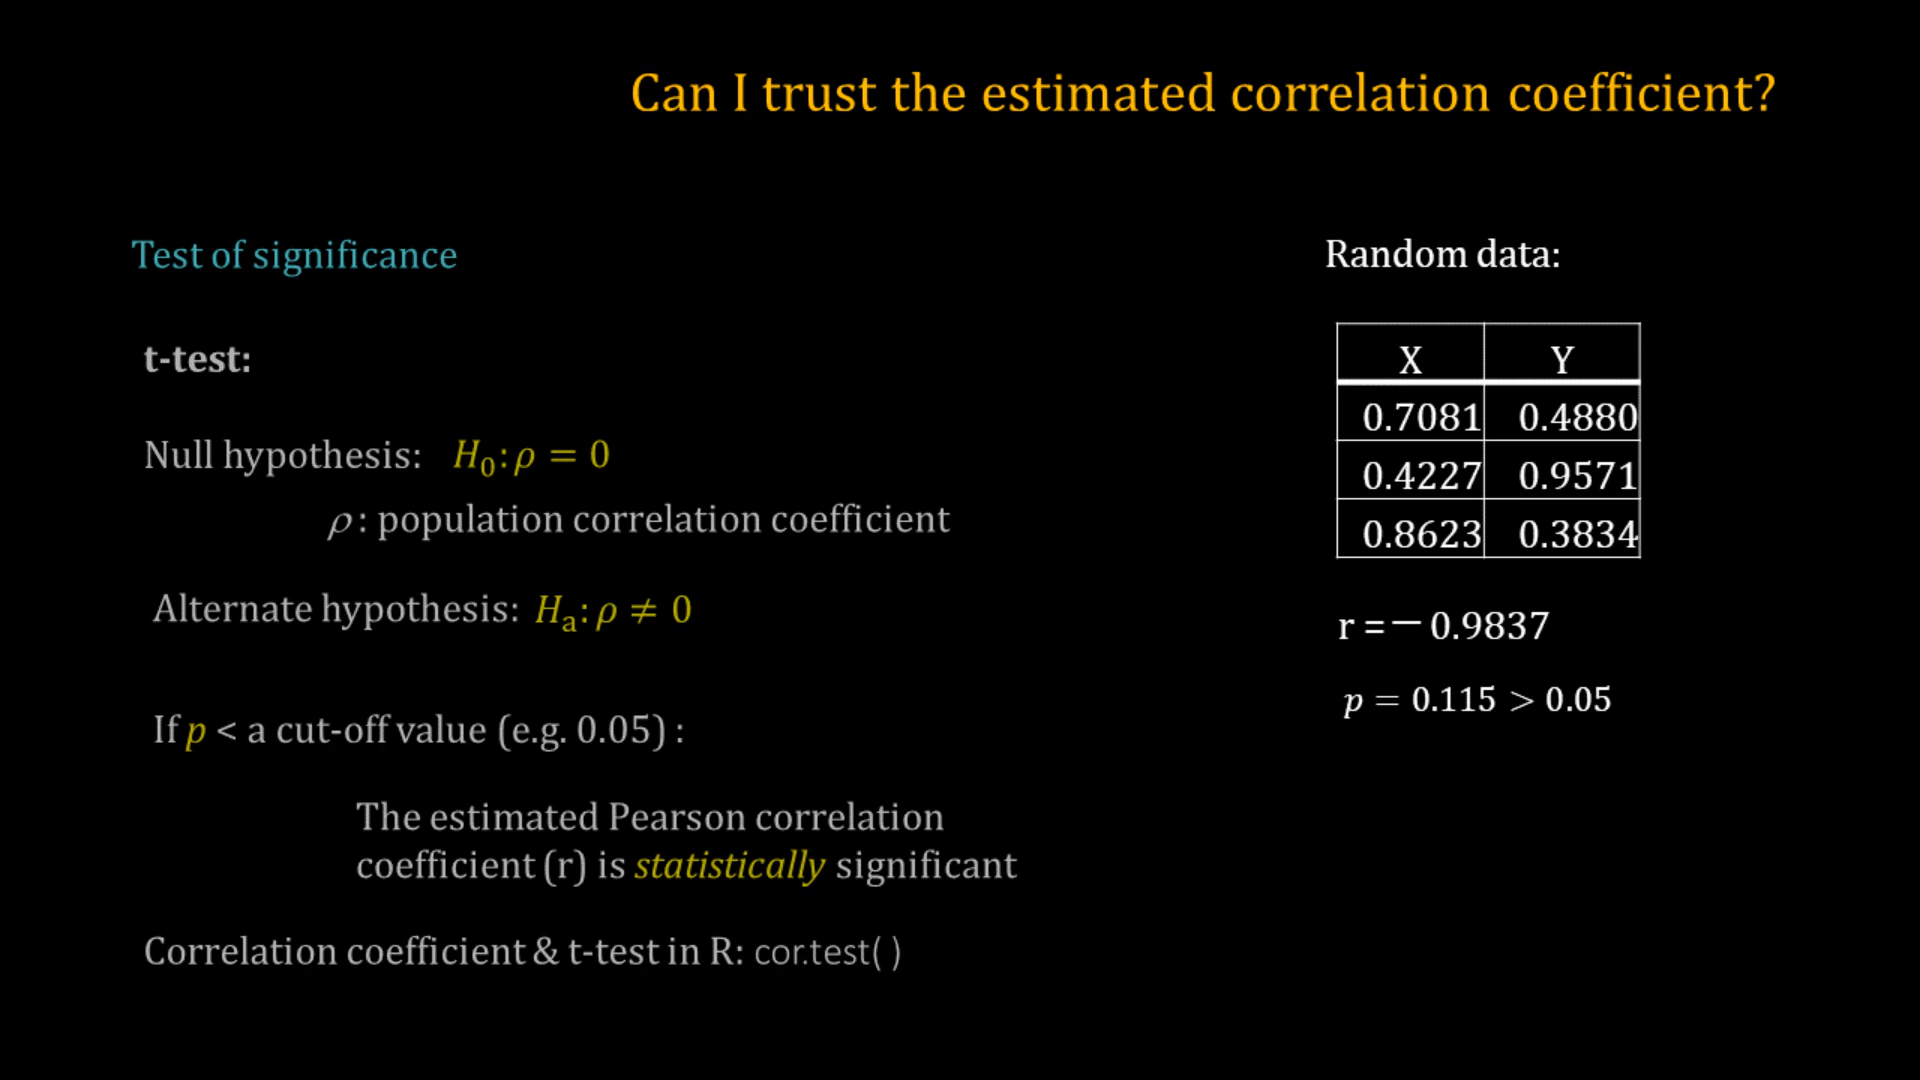 Can I trust the estimated correlation coefficient?
Test of significance
t-test:
Null hypothesis: H₀: ρ = 0
ρ : population correlation coefficient
Alternate hypothesis: Hₐ: ρ ≠ 0
If p < a cut-off value (e.g. 0.05) :
The estimated Pearson correlation
coefficient (r) is statistically significant
Correlation coefficient & t-test in R: cor.test( )
Random data:
X Y
0.7081 0.4880
0.4227 0.9571
0.8623 0.3834
r = − 0.9837
p = 0.115 > 0.05